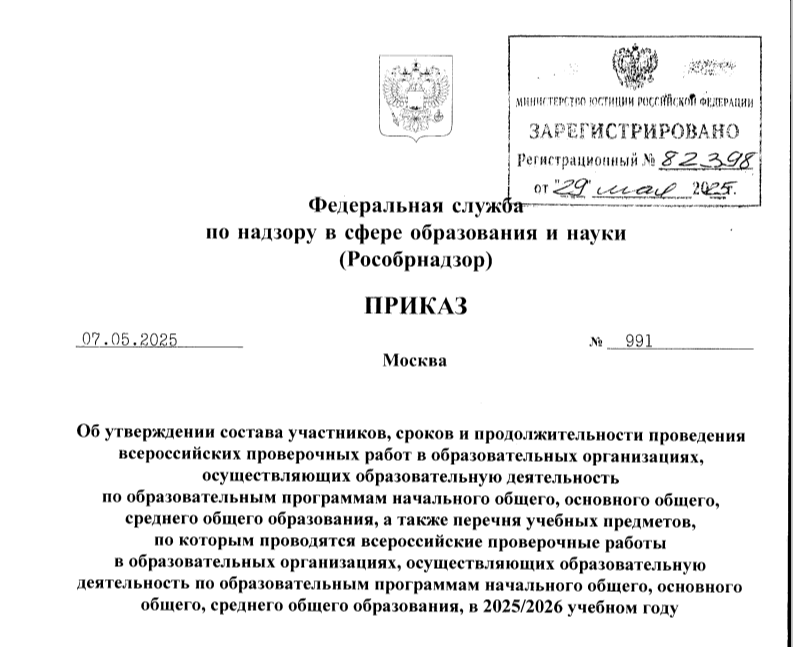 МИНИСТЕРСТВО ЮСТИЦИИ РОССИЙСКОЙ ФЕДЕРАЦИИ
ЗАРЕГИСТРИРОВАНО
Регистрационный № 82398
от "29" мая 2025г.
Федеральная служба
по надзору в сфере образования и науки
(Рособрнадзор)
ПРИКАЗ
07.05.2025 № 991
Москва
Об утверждении состава участников, сроков и продолжительности проведения
всероссийских проверочных работ в образовательных организациях,
осуществляющих образовательную деятельность
по образовательным программам начального общего, основного общего,
среднего общего образования, а также перечня учебных предметов,
по которым проводятся всероссийские проверочные работы
в образовательных организациях, осуществляющих образовательную
деятельность по образовательным программам начального общего, основного
общего, среднего общего образования, в 2025/2026 учебном году